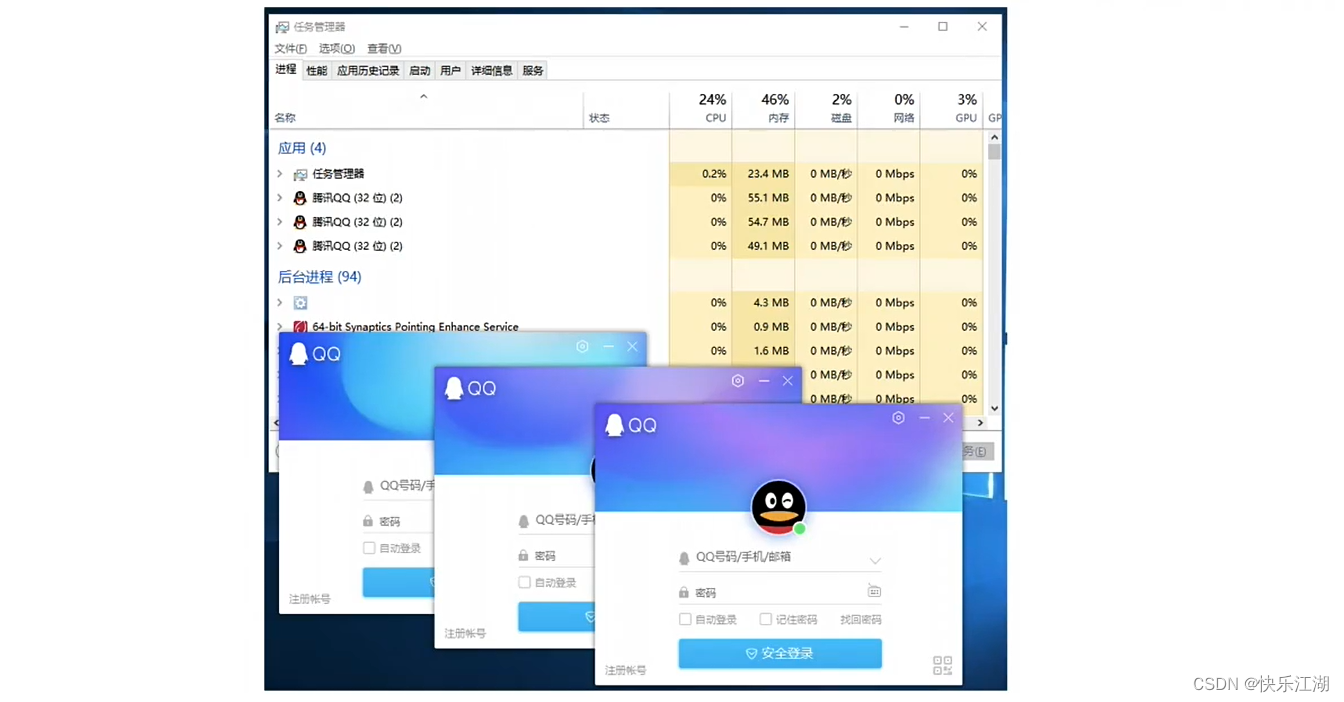 任务管理器
文件(F) 选项(O) 查看(V)
进程 性能 应用历史记录 启动 用户 详细信息 服务
24% 46% 2% 0% 3%
名称 状态 CPU 内存 磁盘 网络 GPU GP
应用 (4)
任务管理器 0.2% 23.4 MB 0 MB/秒 0 Mbps 0%
腾讯QQ (32 位) (2) 0% 55.1 MB 0 MB/秒 0 Mbps 0%
腾讯QQ (32 位) (2) 0% 54.7 MB 0 MB/秒 0 Mbps 0%
腾讯QQ (32 位) (2) 0% 49.1 MB 0 MB/秒 0 Mbps 0%
后台进程 (94)
0% 4.3 MB 0 MB/秒 0 Mbps 0%
64-bit Synaptics Pointing Enhance Service 0% 0.9 MB 0 MB/秒 0 Mbps 0%
0% 1.6 MB 0 MB/秒 0 Mbps 0%
0 MB/秒 0 Mbps 0%
0 MB/秒 0 Mbps 0%
务(E)
QQ
QQ号码/手
密码
自动登录
注册帐号
QQ
QQ号码/手机
密码
自动登录
注册帐号
QQ
QQ号码/手机/邮箱
密码
自动登录 记住密码 找回密码
安全登录
注册帐号
CSDN @快乐江湖